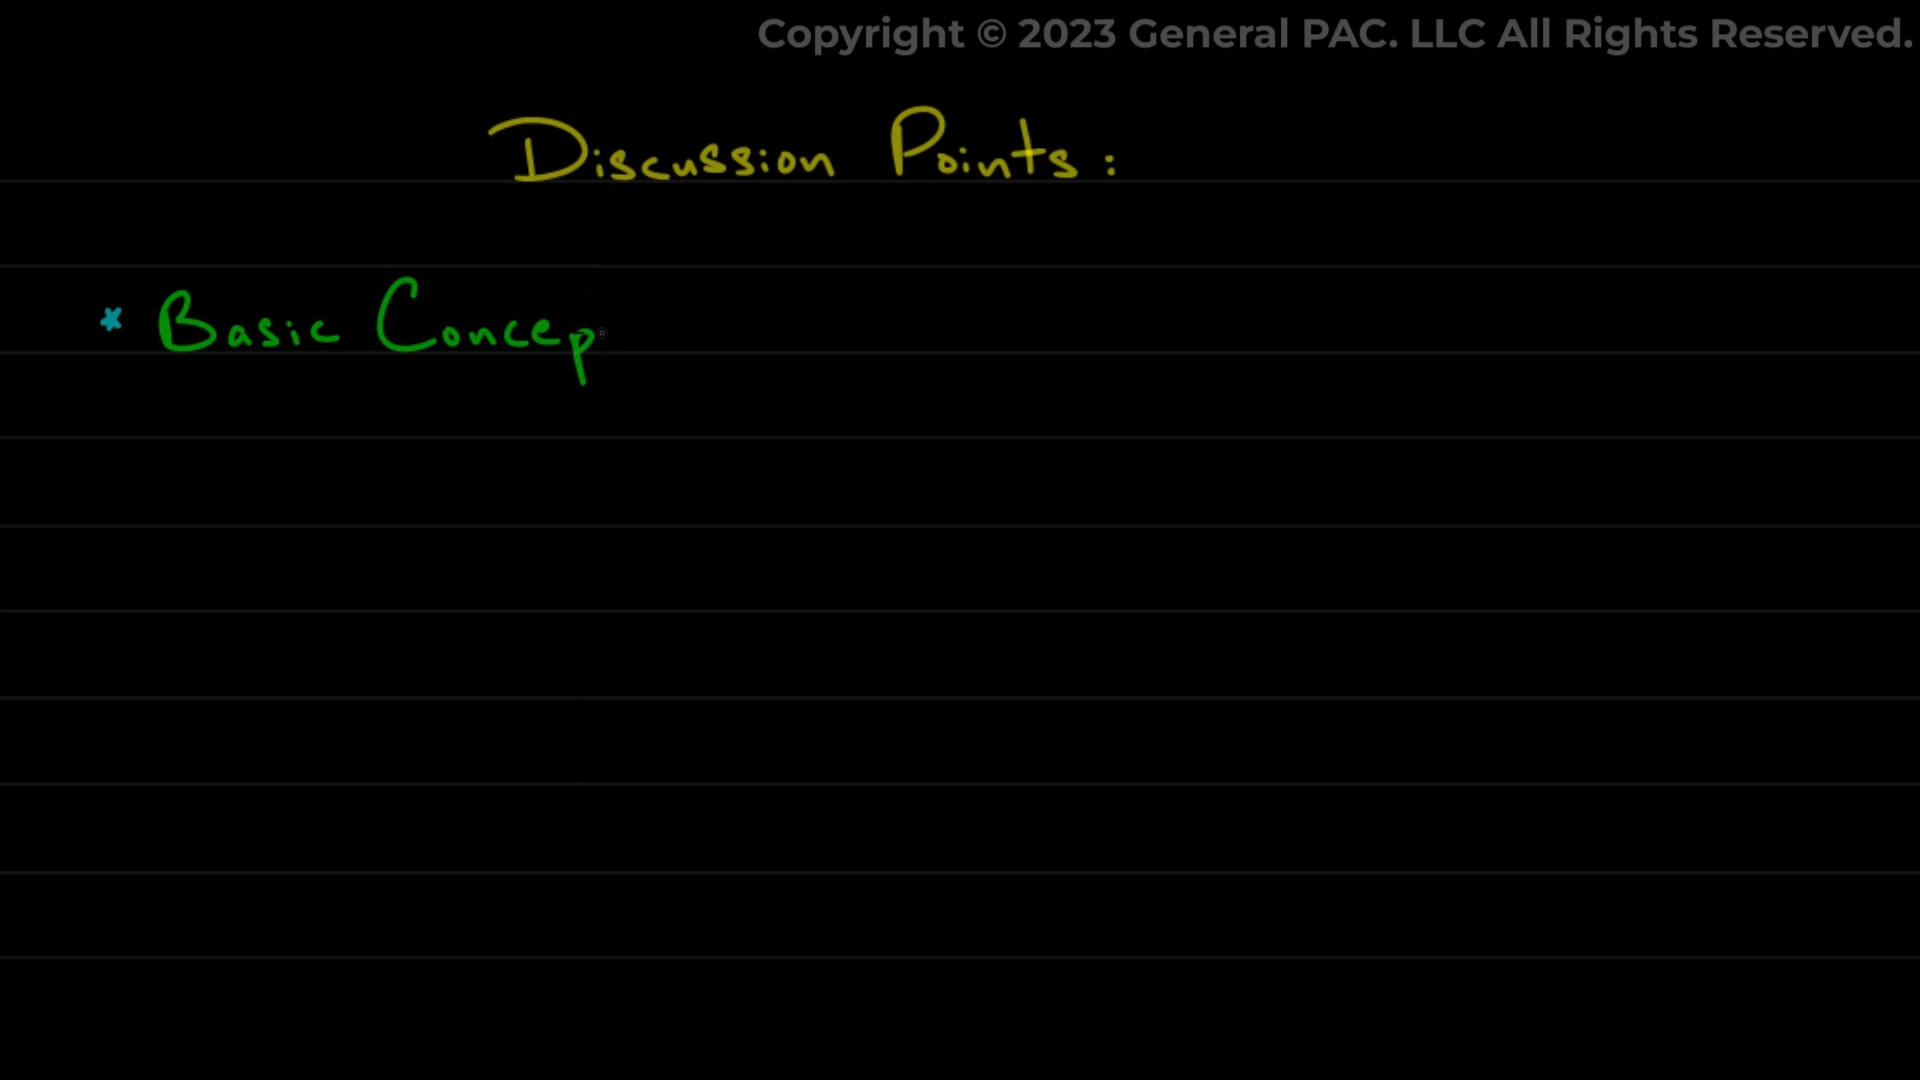 Copyright © 2023 General PAC. LLC All Rights Reserved.
Discussion Points:
* Basic Concep